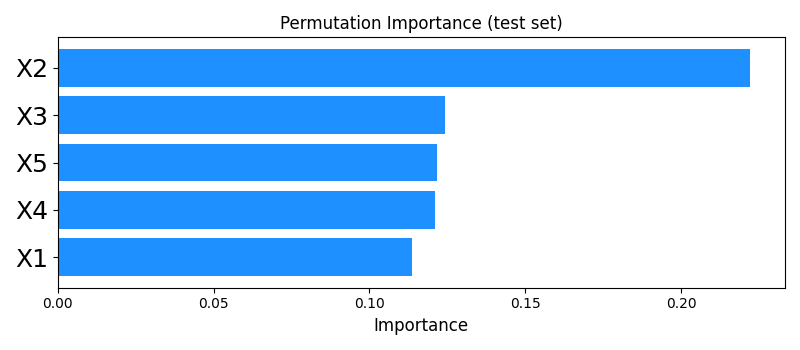 Permutation Importance (test set)
X2
X3
X5
X4
X1
0.00 0.05 0.10 0.15 0.20
Importance